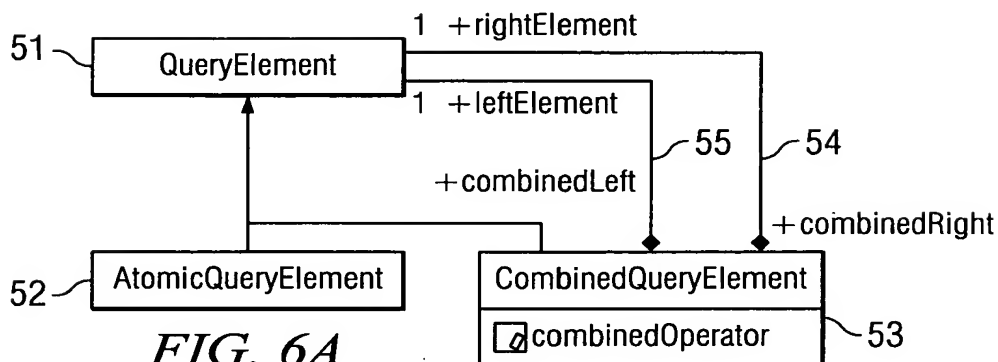 1 +rightElement
51
QueryElement
1 +leftElement
55
54
+combinedLeft
+combinedRight
52
AtomicQueryElement
CombinedQueryElement
combinedOperator
53
FIG. 6A